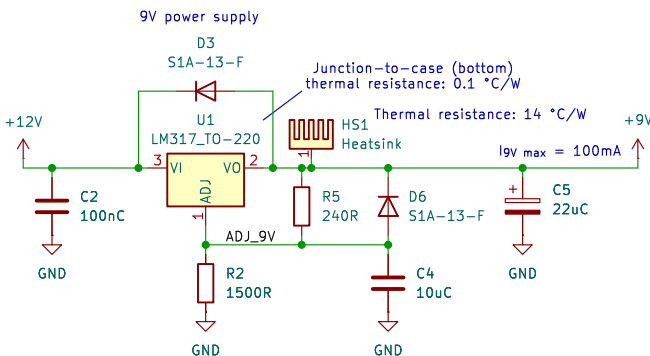 9V power supply
D3
S1A-13-F
Junction-to-case (bottom)
thermal resistance: 0.1 °C/W
Thermal resistance: 14 °C/W
U1
LM317_TO-220
HS1
Heatsink
1
+12V
+9V
I9V max = 100mA
3
VI
VO
2
ADJ
1
C2
100nC
GND
R5
240R
D6
S1A-13-F
+
C5
22uC
GND
ADJ_9V
R2
1500R
GND
C4
10uC
GND